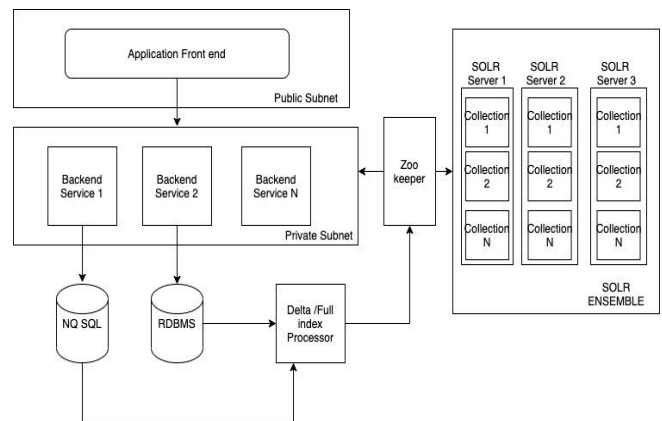 Application Front end
Public Subnet
Backend
Service 1
Backend
Service 2
Backend
Service N
Private Subnet
Zoo
keeper
SOLR
Server 1
SOLR
Server 2
SOLR
Server 3
Collection
1
Collection
1
Collection
1
Collection
2
Collection
2
Collection
2
Collection
N
Collection
N
Collection
N
SOLR
ENSEMBLE
NQ SQL
RDBMS
Delta /Full
index
Processor